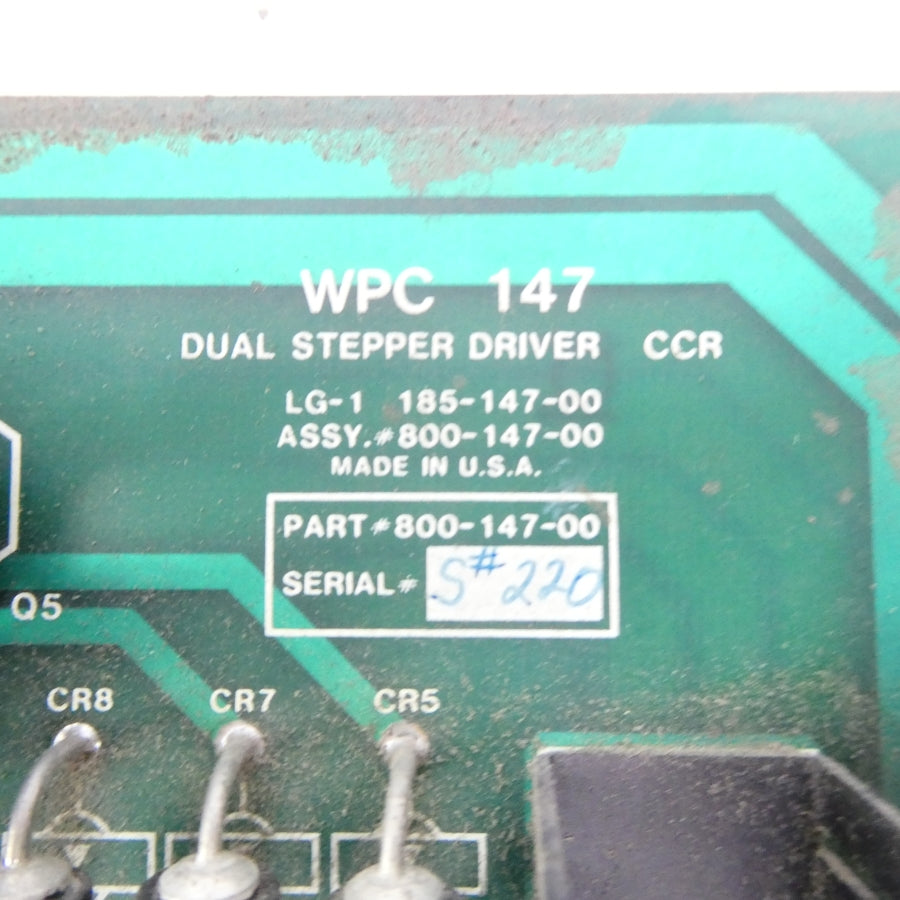 WPC 147
DUAL STEPPER DRIVER CCR
LG-1 185-147-00
ASSY.#800-147-00
MADE IN U.S.A.
PART#800-147-00
SERIAL# S# 220
Q5
CR8 CR7 CR5